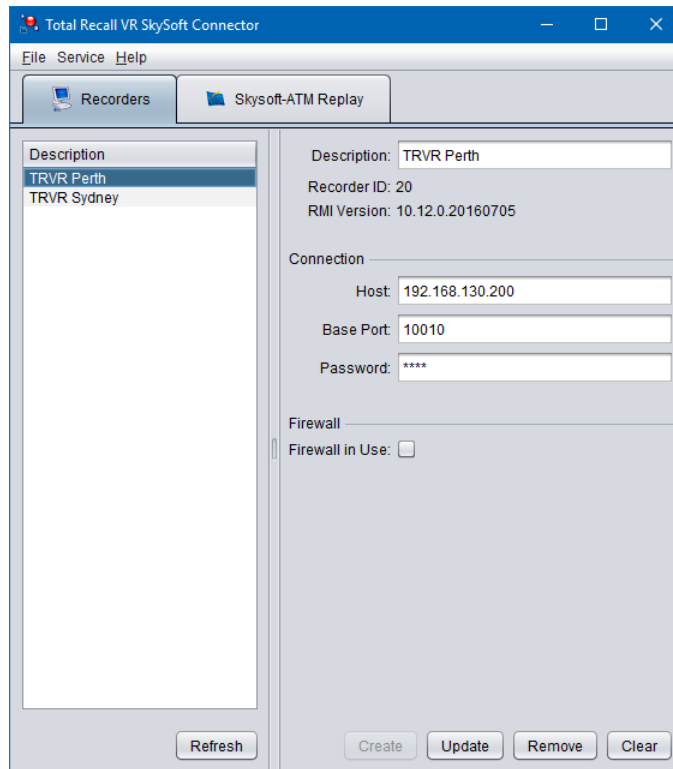 Total Recall VR SkySoft Connector
File Service Help
Recorders
Skysoft-ATM Replay
Description
TRVR Perth
TRVR Sydney
Refresh
Description: TRVR Perth
Recorder ID: 20
RMI Version: 10.12.0.20160705
Connection
Host: 192.168.130.200
Base Port: 10010
Password: ****
Firewall
Firewall in Use:
Create Update Remove Clear